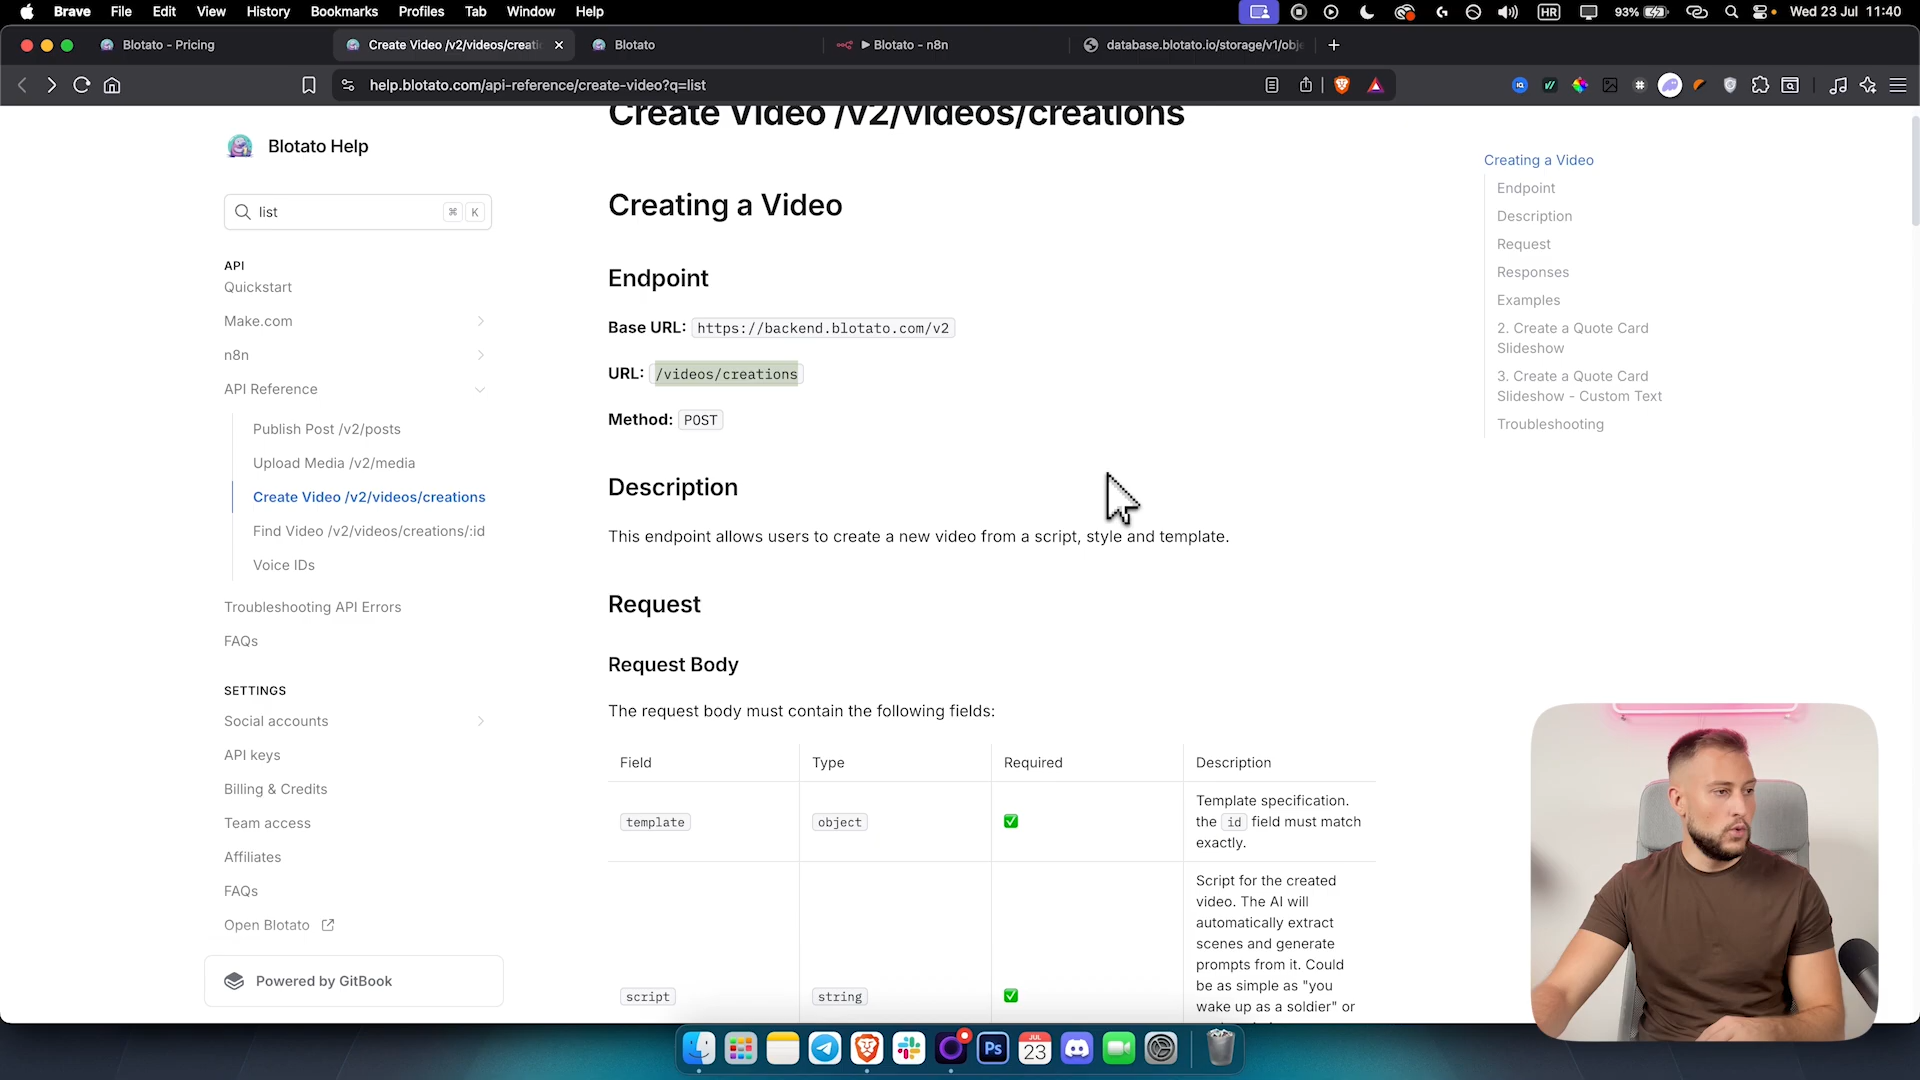 Brave File Edit View History Bookmarks Profiles Tab Window Help
HR 93% Wed 23 Jul 11:40
Blotato - Pricing
Create Video /v2/videos/creati
Blotato
Blotato - n8n
database.blotato.io/storage/v1/obj
help.blotato.com/api-reference/create-video?q=list
Blotato Help
list
⌘ K
API
Quickstart
Make.com
n8n
API Reference
Publish Post /v2/posts
Upload Media /v2/media
Create Video /v2/videos/creations
Find Video /v2/videos/creations/:id
Voice IDs
Troubleshooting API Errors
FAQs
SETTINGS
Social accounts
API keys
Billing & Credits
Team access
Affiliates
FAQs
Open Blotato
Powered by GitBook
Create Video /v2/videos/creations
Creating a Video
Endpoint
Base URL: https://backend.blotato.com/v2
URL: /videos/creations
Method: POST
Description
This endpoint allows users to create a new video from a script, style and template.
Request
Request Body
The request body must contain the following fields:
Field Type Required Description
template object ✅ Template specification.
the id field must match
exactly.
script string ✅ Script for the created
video. The AI will
automatically extract
scenes and generate
prompts from it. Could
be as simple as "you
wake up as a soldier" or
Creating a Video
Endpoint
Description
Request
Responses
Examples
2. Create a Quote Card
Slideshow
3. Create a Quote Card
Slideshow - Custom Text
Troubleshooting
Ps
JUL
23